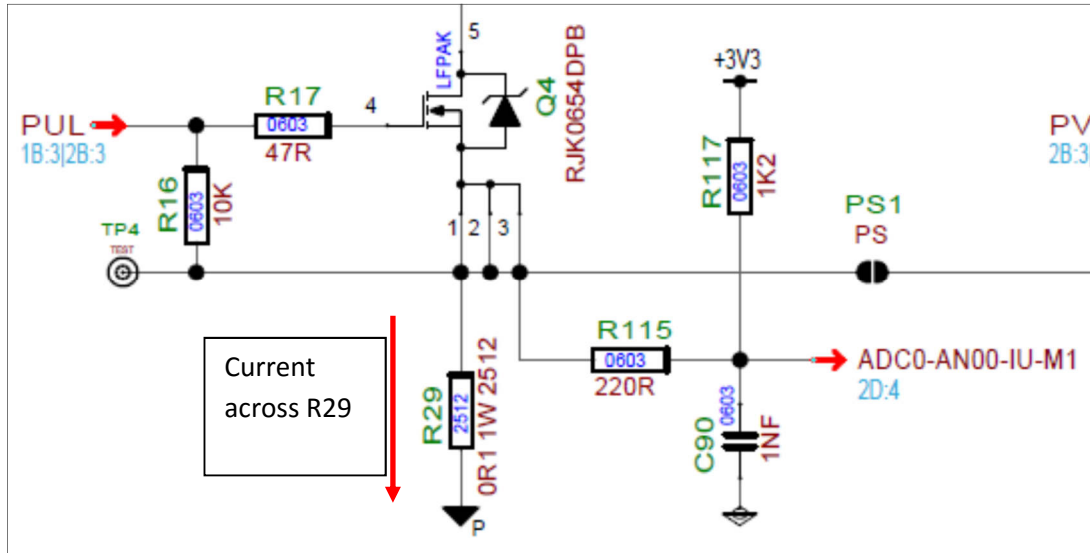 5
LFPAK
Q4
RJK0654DPB
+3V3
PUL
1B:3|2B:3
R17
0603
47R
4
R16
0603
10K
R117
0603
1K2
PV
2B:3
PS1
PS
TP4
TEST
1 2 3
Current
across R29
R29
2512
0R1 1W 2512
P
R115
0603
220R
ADC0-AN00-IU-M1
2D:4
C90
0603
1NF